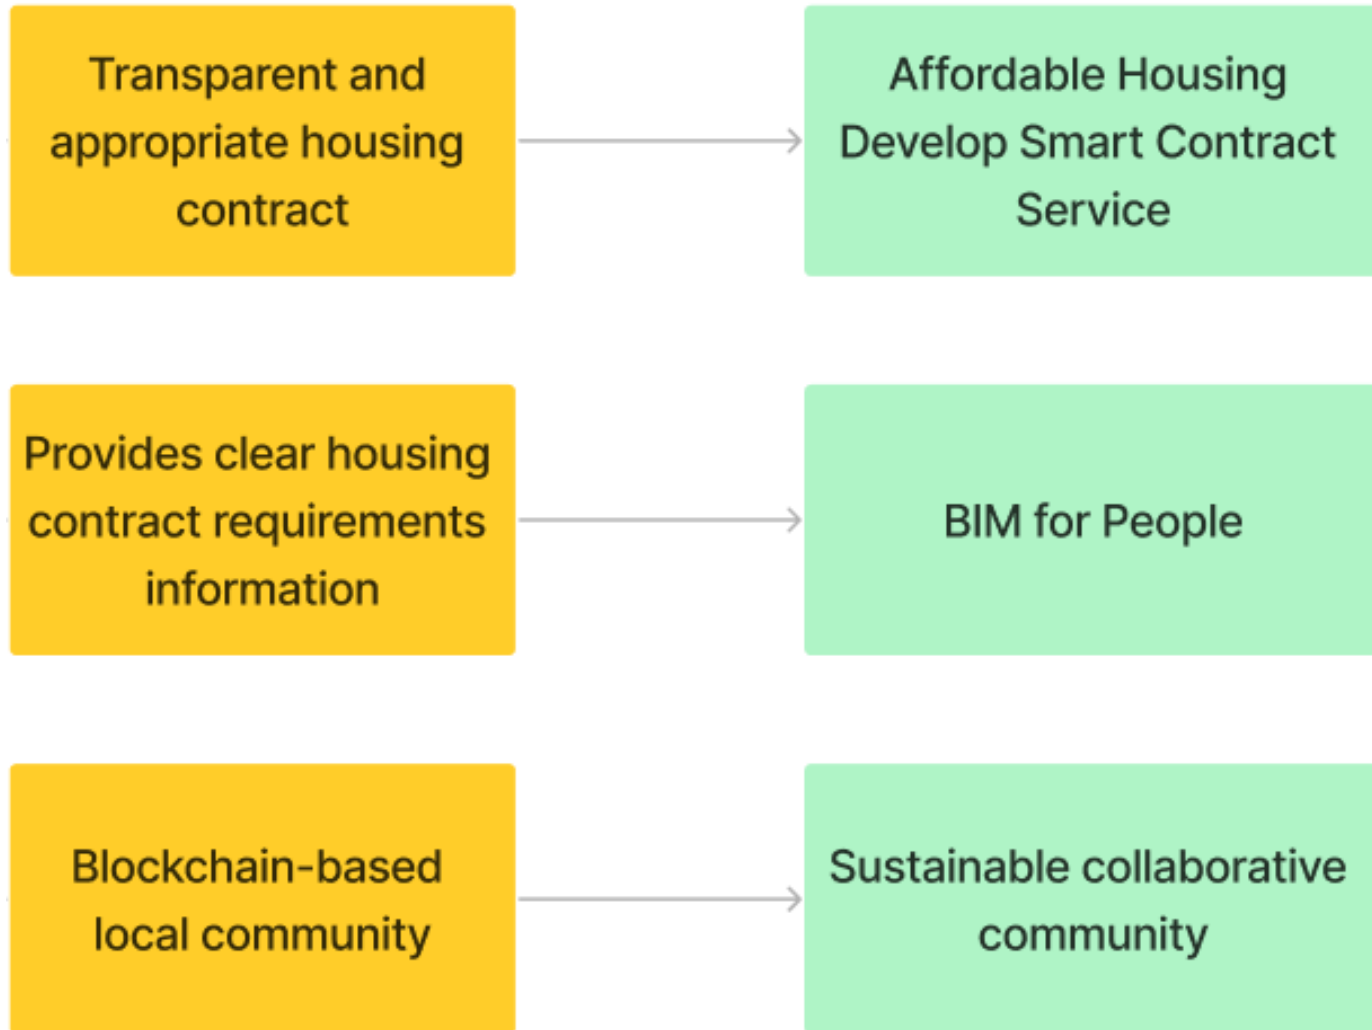 Transparent and
appropriate housing
contract
Affordable Housing
Develop Smart Contract
Service
Provides clear housing
contract requirements
information
BIM for People
Blockchain-based
local community
Sustainable collaborative
community